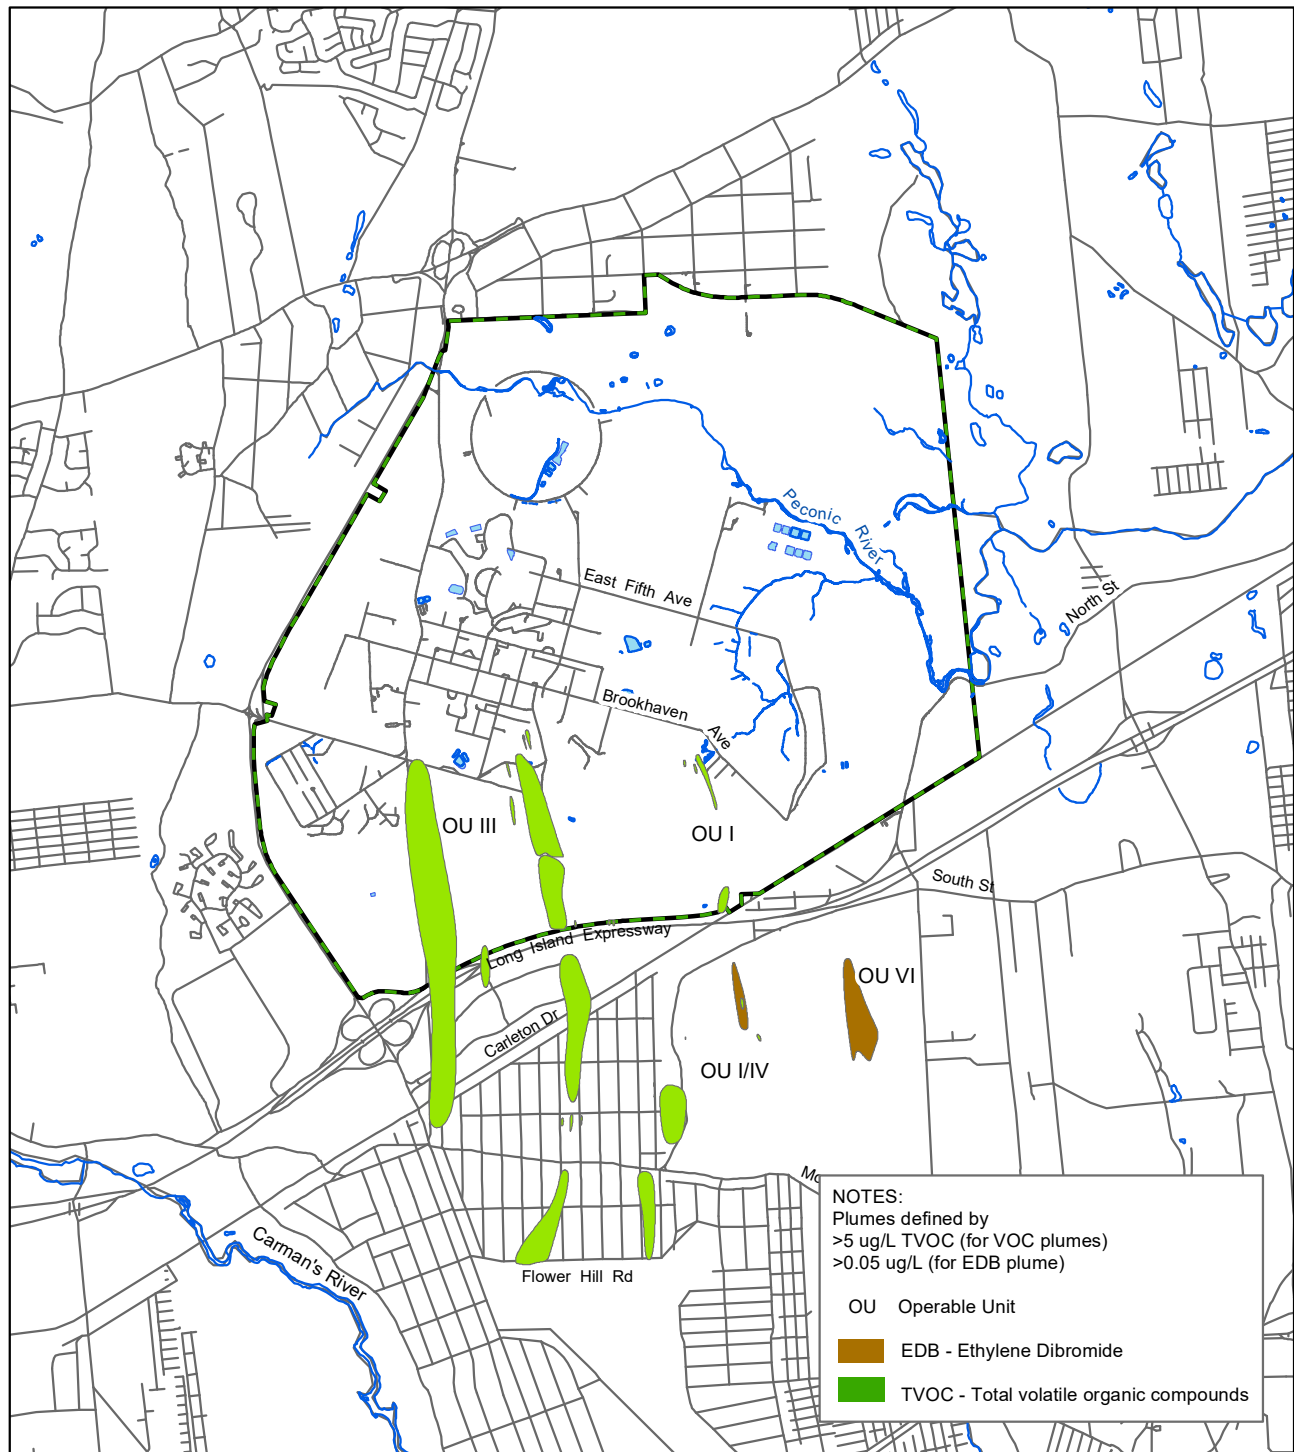 Peconic River
East Fifth Ave
North St
Brookhaven Ave
OU III
OU I
South St
Long Island Expressway
OU VI
Carleton Dr
OU I/IV
Carman's River
Flower Hill Rd
NOTES:
Plumes defined by
>5 ug/L TVOC (for VOC plumes)
>0.05 ug/L (for EDB plume)
OU Operable Unit
EDB - Ethylene Dibromide
TVOC - Total volatile organic compounds